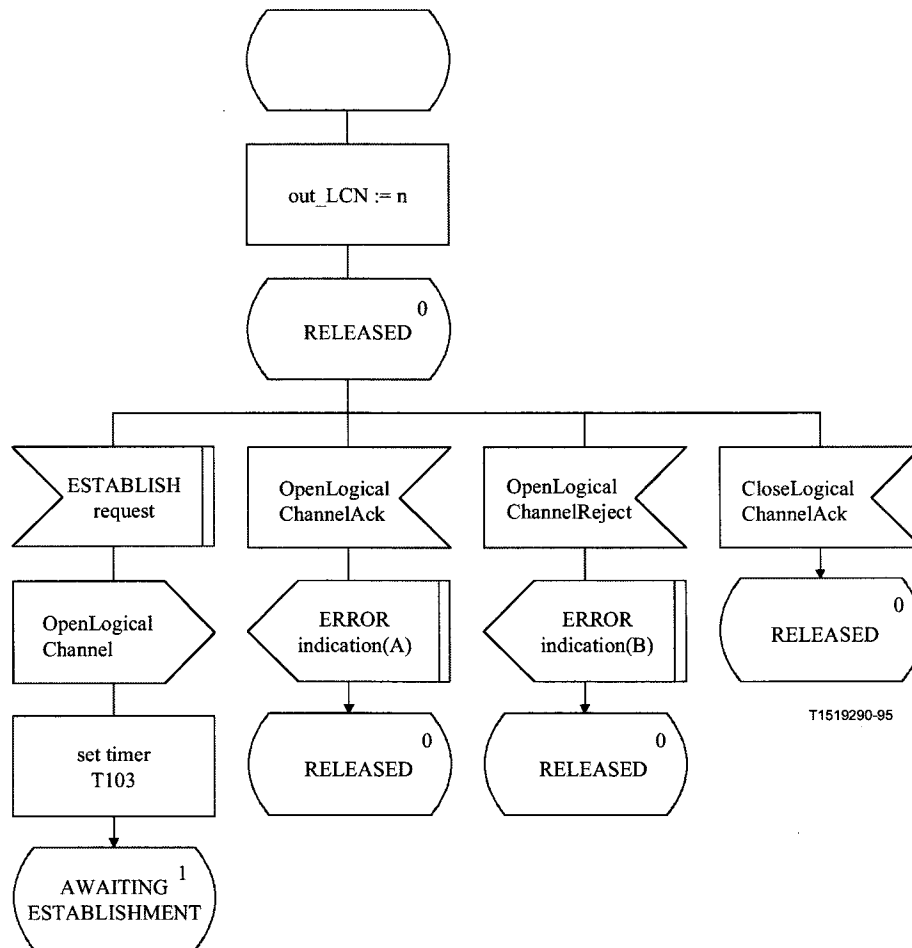 out_LCN := n
0
RELEASED
ESTABLISH
request
OpenLogical
ChannelAck
OpenLogical
ChannelReject
CloseLogical
ChannelAck
OpenLogical
Channel
ERROR
indication(A)
ERROR
indication(B)
0
RELEASED
T1519290-95
set timer
T103
0
RELEASED
0
RELEASED
1
AWAITING
ESTABLISHMENT